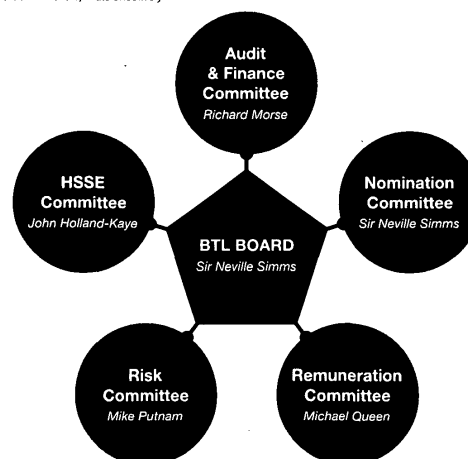 Audit
& Finance
Committee
Richard Morse
HSSE
Committee
John Holland-Kaye
Nomination
Committee
Sir Neville Simms
BTL BOARD
Sir Neville Simms
Risk
Committee
Mike Putnam
Remuneration
Committee
Michael Queen